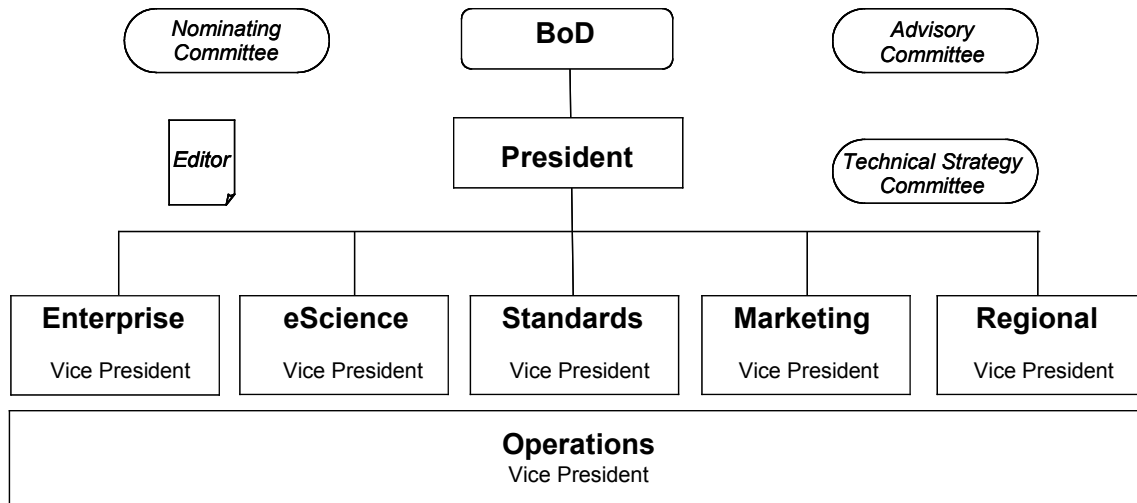 Nominating
Committee
BoD
Advisory
Committee
Editor
President
Technical Strategy
Committee
Enterprise
Vice President
eScience
Vice President
Standards
Vice President
Marketing
Vice President
Regional
Vice President
Operations
Vice President